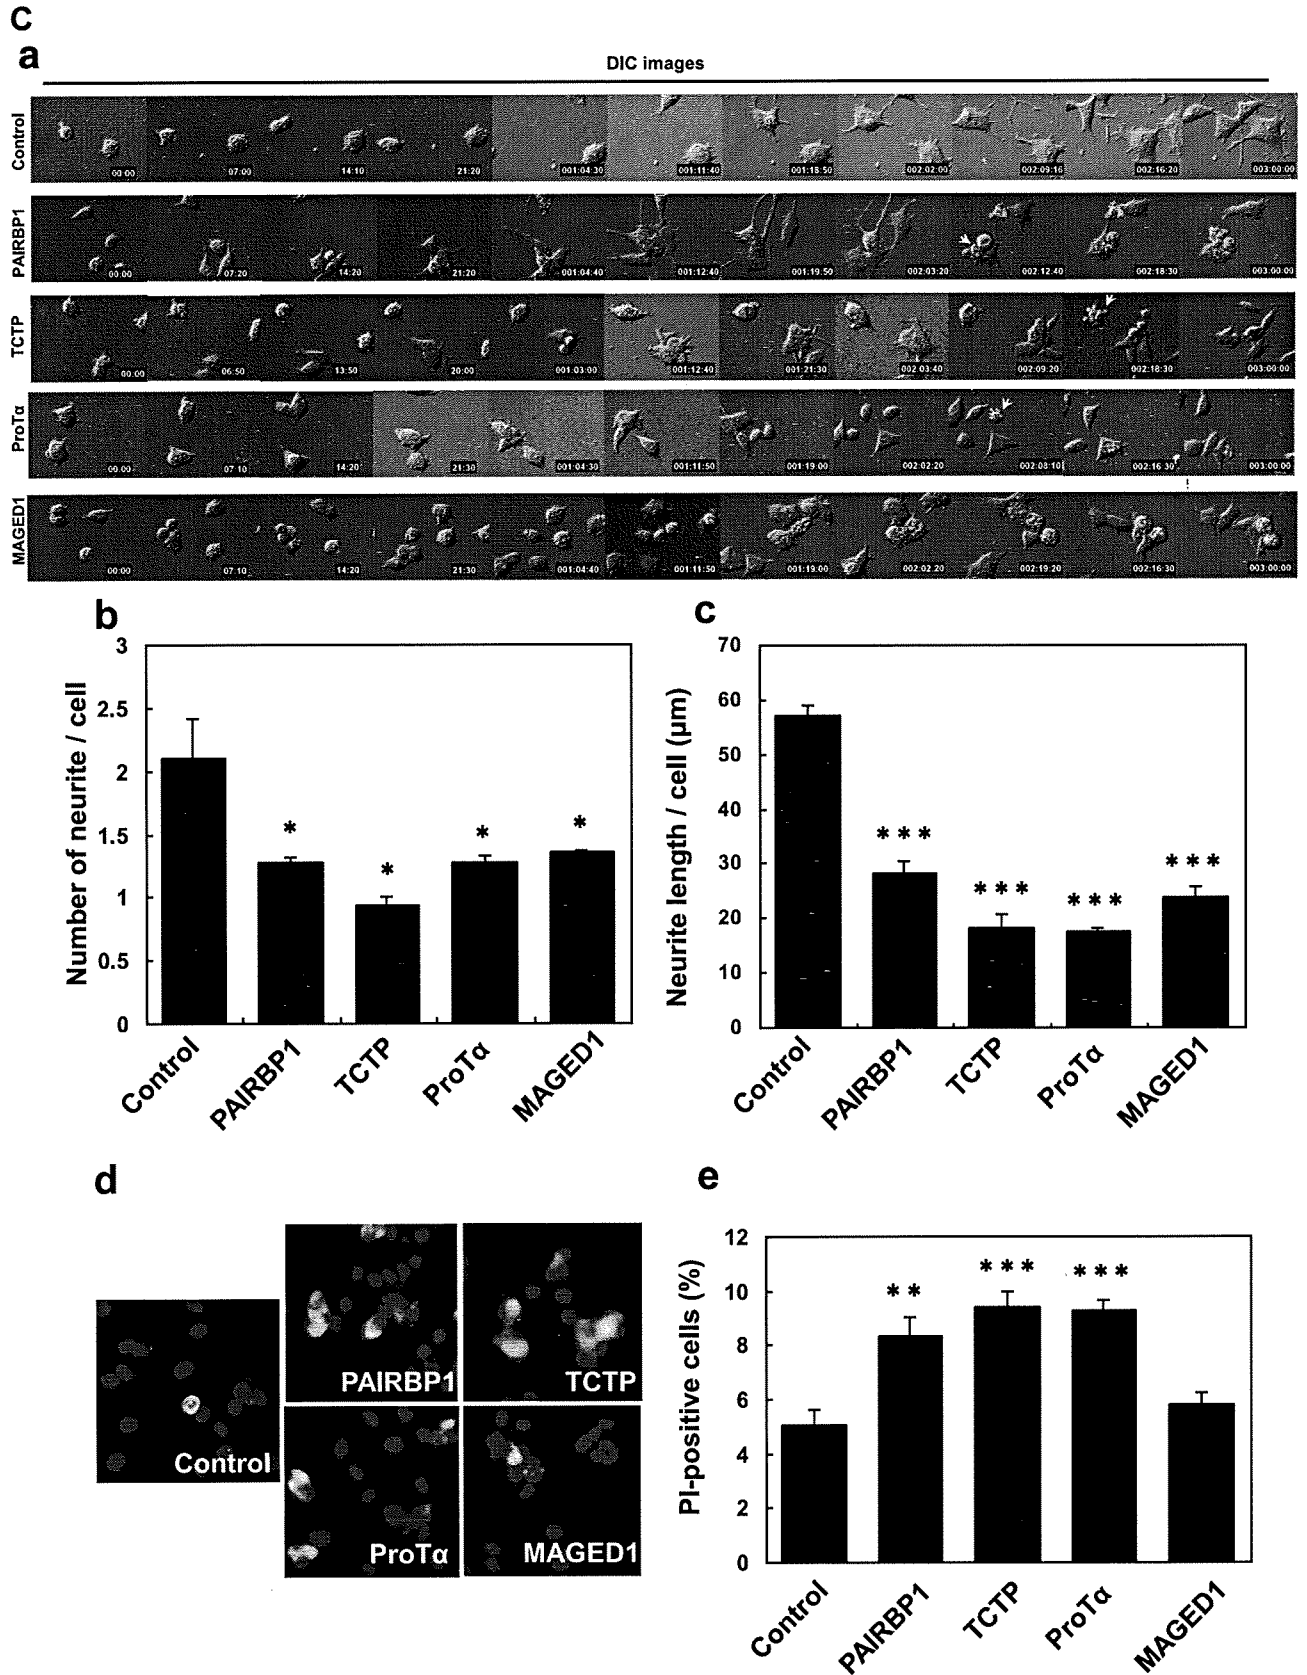 C
a
DIC images
Control
00:00 07:00 14:10 21:20 001:04:30 001:11:40 001:18:50 002:02:00 002:09:16 002:16:20 003:00:00
PAIRBP1
00:00 07:20 14:20 21:20 001:04:40 001:12:40 001:19:50 002:03:20 002:12:40 002:18:30 003:00:00
TCTP
00:00 06:50 13:50 20:00 001:03:00 001:12:40 001:21:30 002:03:40 002:09:20 002:18:30 003:00:00
ProTα
00:00 07:10 14:20 21:30 001:04:30 001:11:50 001:19:00 002:02:20 002:08:10 002:16:30 003:00:00
MAGED1
00:00 07:10 14:20 21:30 001:04:40 001:11:50 001:19:00 002:02:20 002:19:20 002:16:30 003:00:00
b
Number of neurite / cell
3
2.5
2
1.5
1
0.5
0
*
*
*
*
Control PAIRBP1 TCTP ProTα MAGED1
c
Neurite length / cell (µm)
70
60
50
40
30
20
10
0
***
***
***
***
Control PAIRBP1 TCTP ProTα MAGED1
d
Control
PAIRBP1
TCTP
ProTα
MAGED1
e
PI-positive cells (%)
12
10
8
6
4
2
0
**
***
***
Control PAIRBP1 TCTP ProTα MAGED1